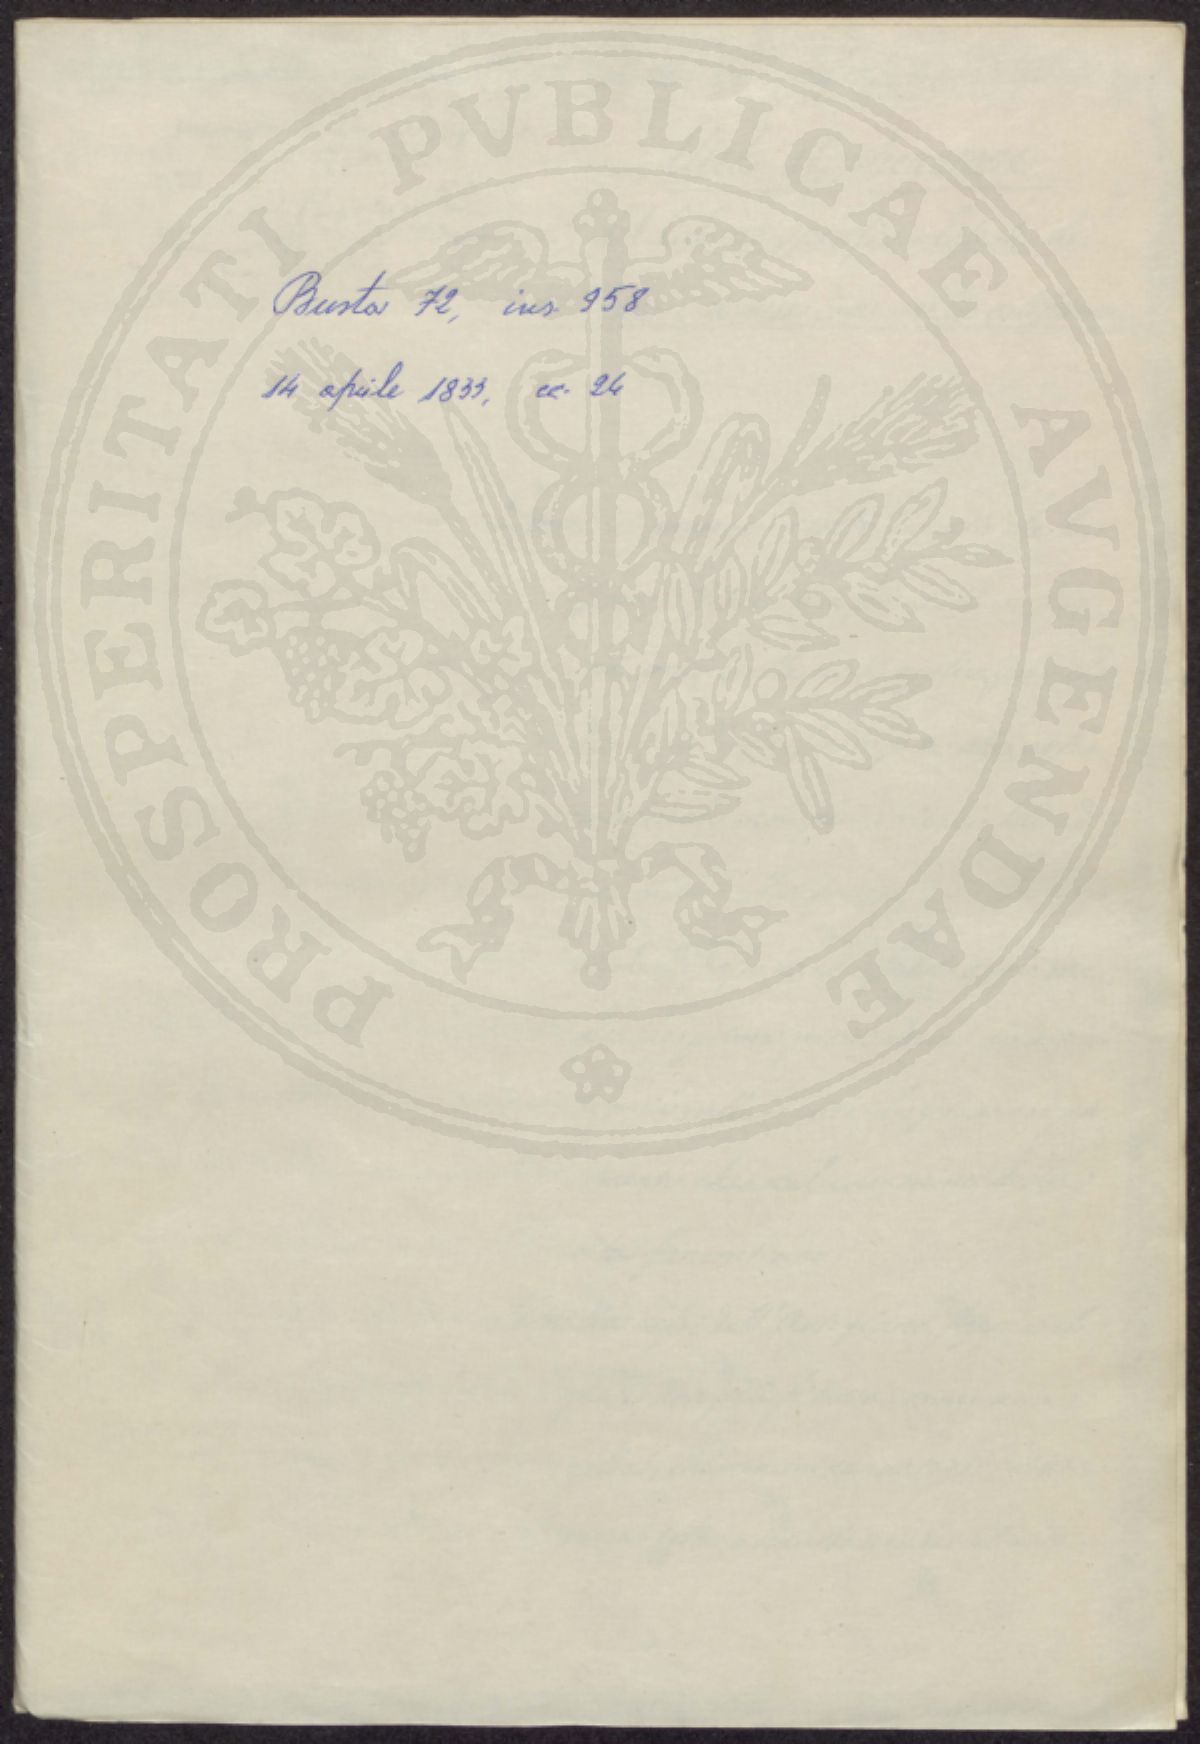 PROSPERITATI PVBLICAE AVGENDAE
Busta 72, ins. 958
14 aprile 1833, cc. 24